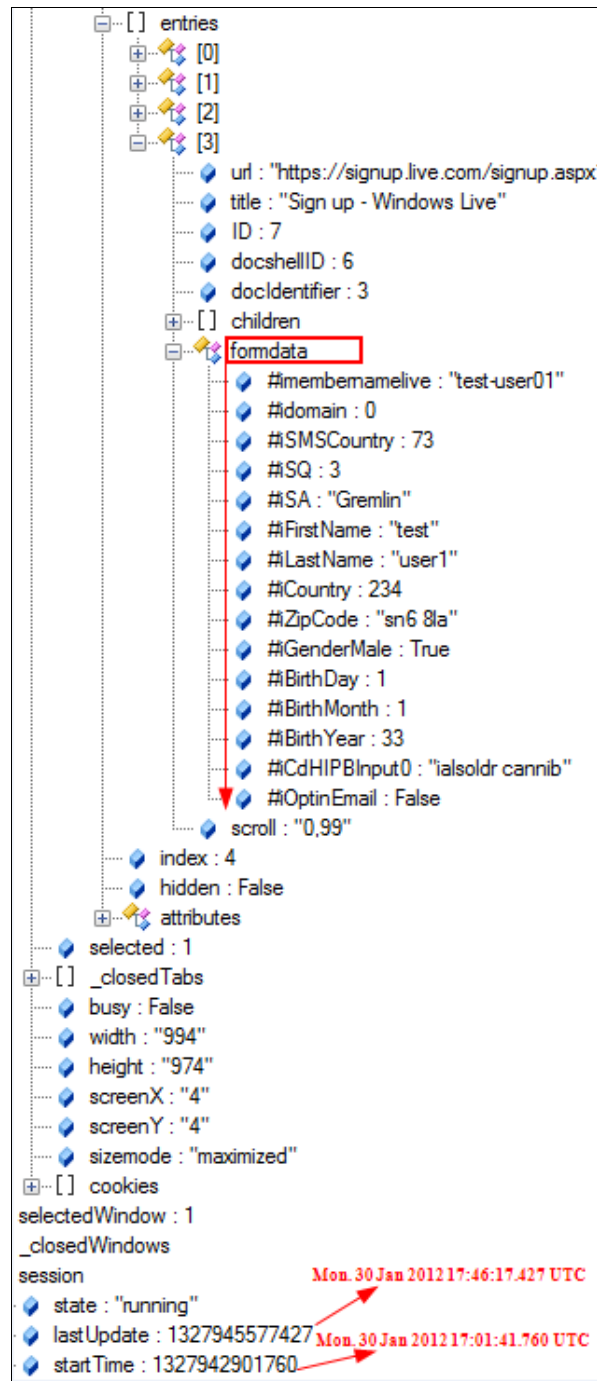 entries
[0]
[1]
[2]
[3]
url : "https://signup.live.com/signup.aspx
title : "Sign up - Windows Live"
ID : 7
docshellID : 6
docIdentifier : 3
[ ] children
formdata
#imembernamelive : "test-user01"
#idomain : 0
#iSMSCountry : 73
#iSQ : 3
#iSA : "Gremlin"
#iFirstName : "test"
#iLastName : "user1"
#iCountry : 234
#iZipCode : "sn6 8la"
#iGenderMale : True
#iBirthDay : 1
#iBirthMonth : 1
#iBirthYear : 33
#iCdHIPBInput0 : "ialsoldr cannib"
#iOptinEmail : False
scroll : "0,99"
index : 4
hidden : False
attributes
selected : 1
[ ] _closedTabs
busy : False
width : "994"
height : "974"
screenX : "4"
screenY : "4"
sizemode : "maximized"
[ ] cookies
selectedWindow : 1
_closedWindows
session
Mon. 30 Jan 2012 17:46:17.427 UTC
state : "running"
lastUpdate : 1327945577427
Mon. 30 Jan 2012 17:01:41.760 UTC
startTime : 1327942901760